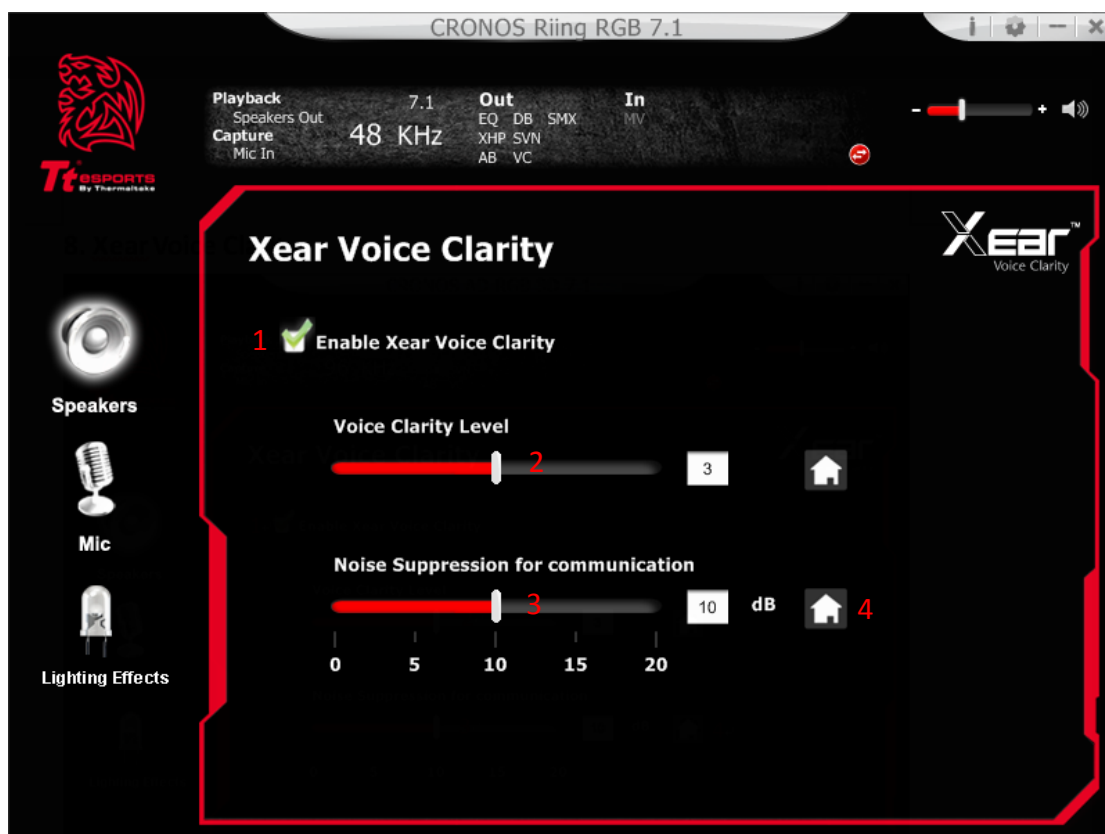 CRONOS Riing RGB 7.1
Playback 7.1 Out In
Speakers Out EQ DB SMX MV
Capture 48 KHz XHP SVN
Mic In AB VC
- +
Tt eSPORTS
By Thermaltake
Xear Voice Clarity
Xear™
Voice Clarity
1 Enable Xear Voice Clarity
Speakers
Voice Clarity Level
2 3
Mic
Noise Suppression for communication
3 10 dB 4
0 5 10 15 20
Lighting Effects